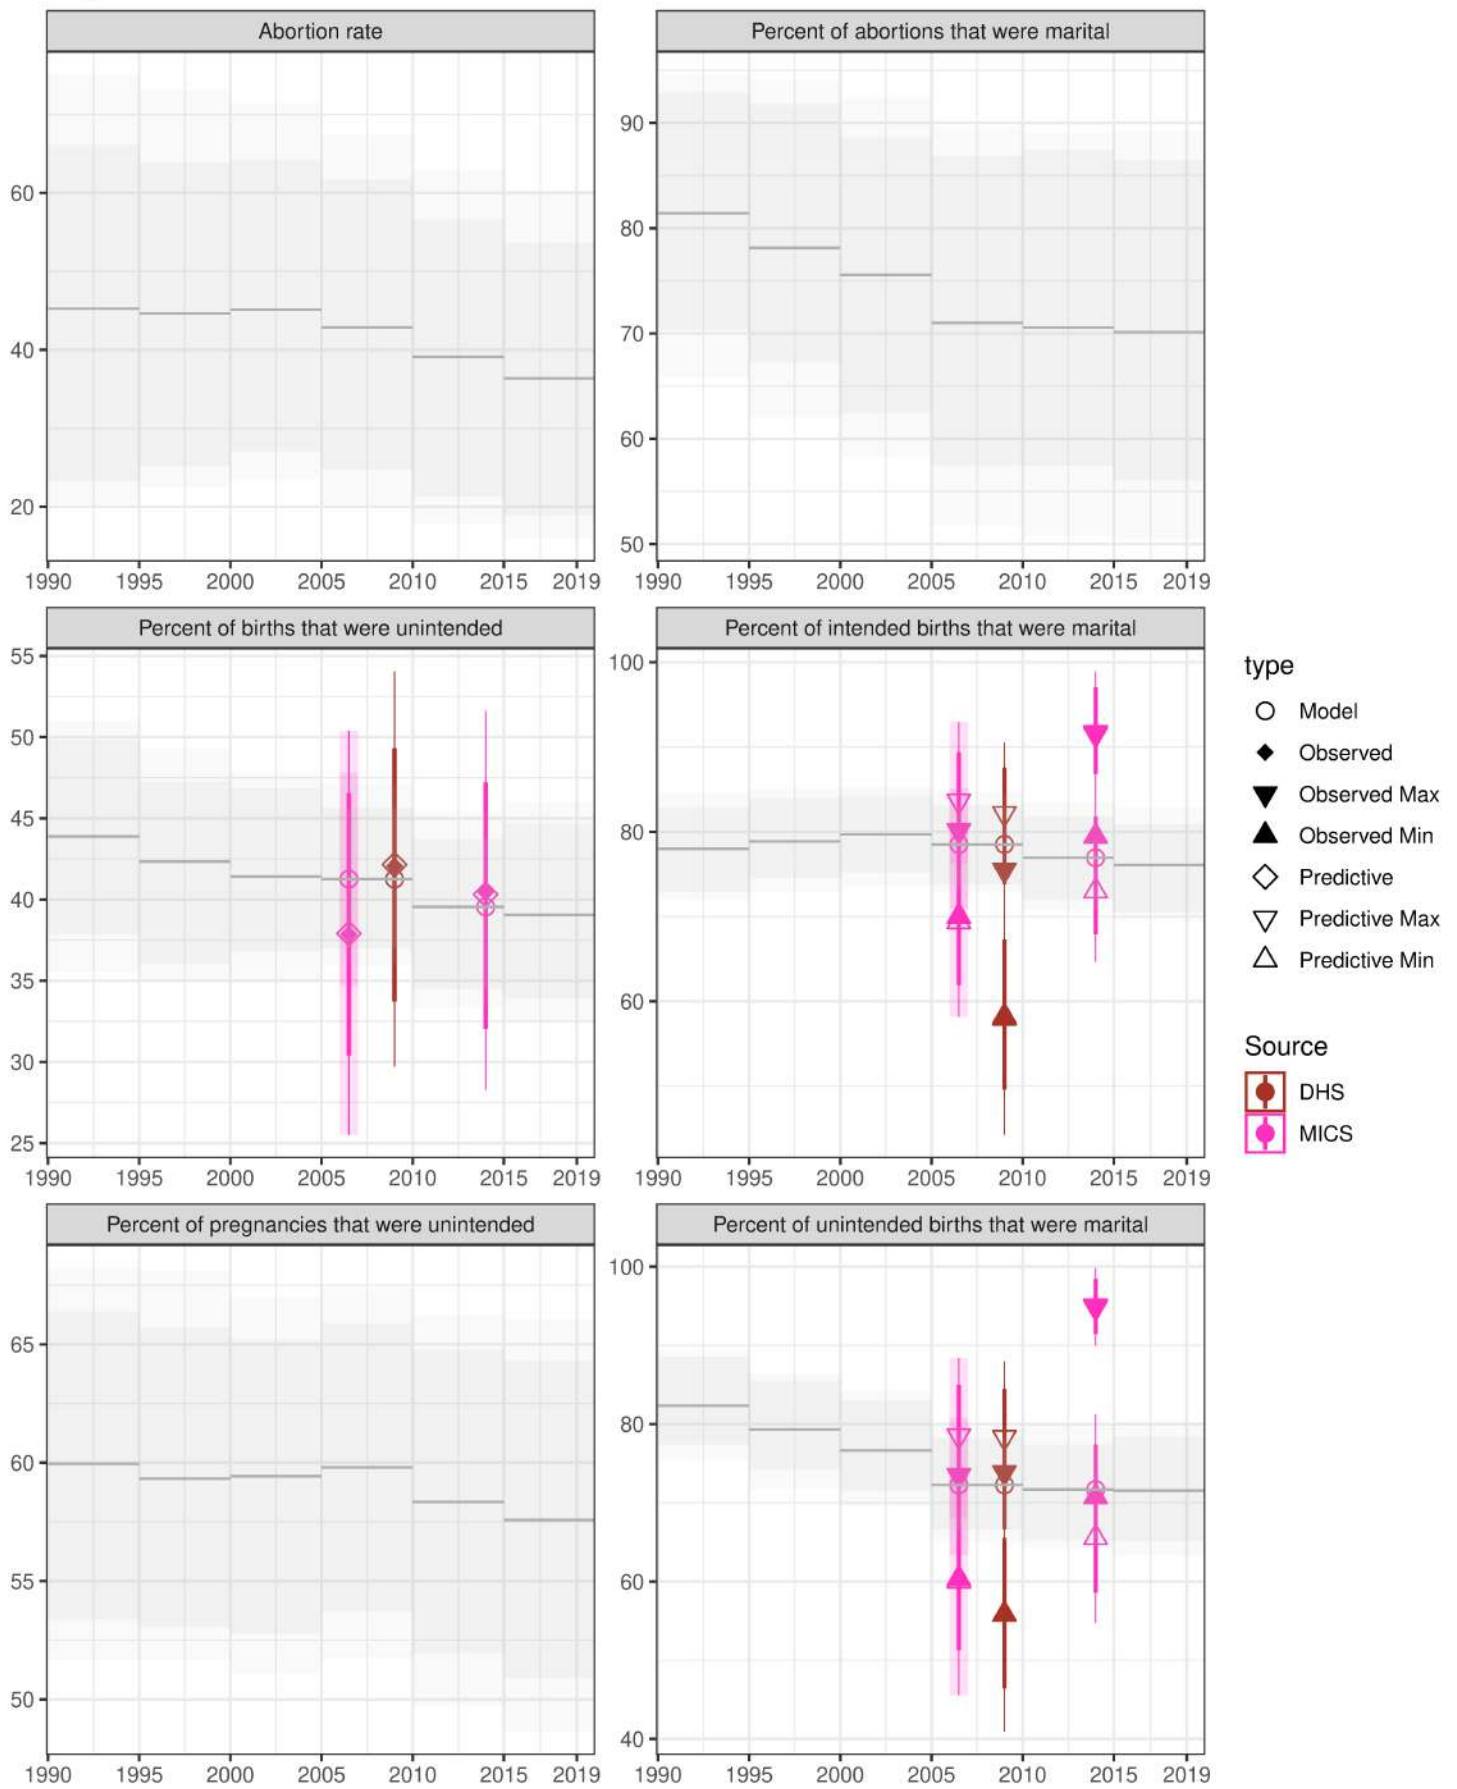 Abortion rate
60
40
20
1990 1995 2000 2005 2010 2015 2019
Percent of abortions that were marital
90
80
70
60
50
1990 1995 2000 2005 2010 2015 2019
Percent of births that were unintended
55
50
45
40
35
30
25
1990 1995 2000 2005 2010 2015 2019
Percent of intended births that were marital
100
80
60
1990 1995 2000 2005 2010 2015 2019
Percent of pregnancies that were unintended
65
60
55
50
1990 1995 2000 2005 2010 2015 2019
Percent of unintended births that were marital
100
80
60
40
1990 1995 2000 2005 2010 2015 2019
type
Model
Observed
Observed Max
Observed Min
Predictive
Predictive Max
Predictive Min
Source
DHS
MICS